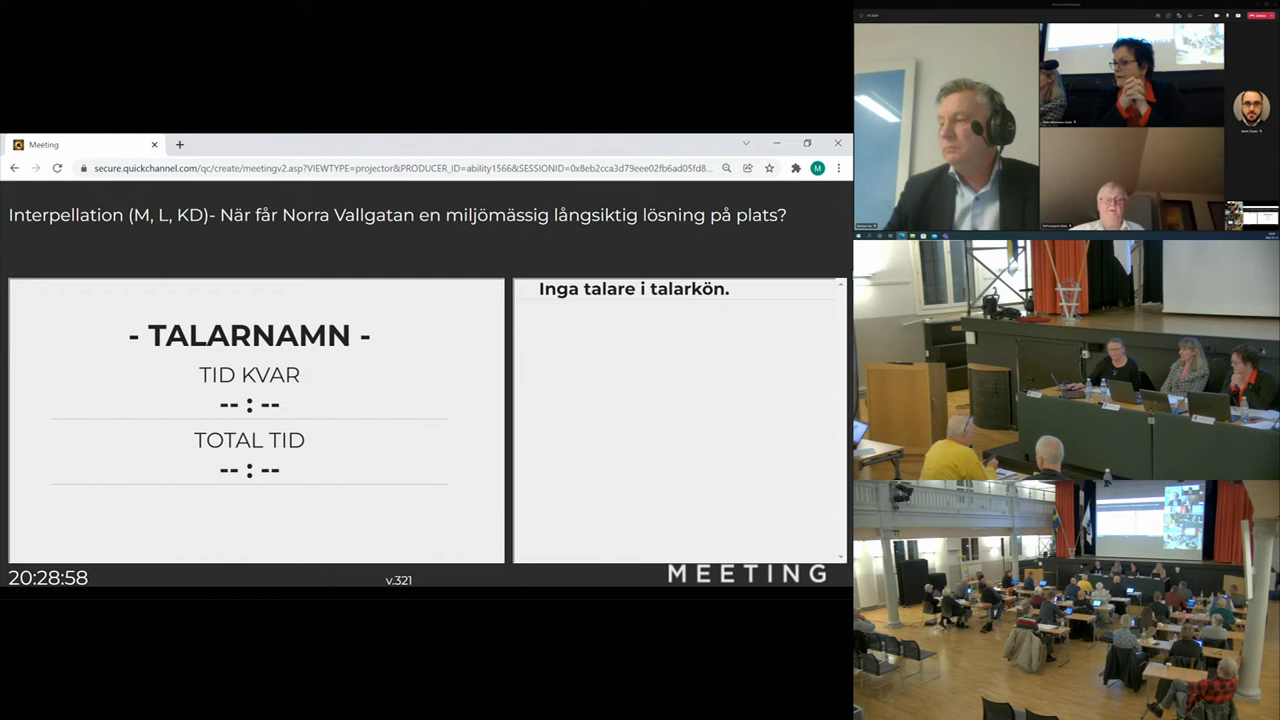 Meeting
secure.quickchannel.com/qc/create/meetingv2.asp?VIEWTYPE=projector&PRODUCER_ID=ability1566&SESSIONID=0x8eb2cca3d79eee02fb6ad05fd8...
M
Interpellation (M, L, KD)- När får Norra Vallgatan en miljömässig långsiktig lösning på plats?
- TALARNAMN -
TID KVAR
-- : --
TOTAL TID
-- : --
Inga talare i talarkön.
20:28:58
v.321
MEETING